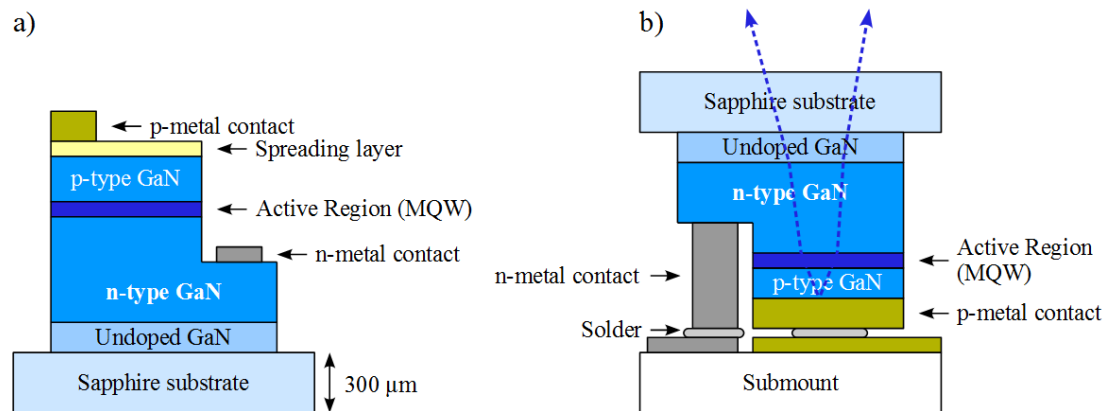 a)
p-metal contact
Spreading layer
p-type GaN
Active Region (MQW)
n-metal contact
n-type GaN
Undoped GaN
Sapphire substrate
300 µm
b)
Sapphire substrate
Undoped GaN
n-type GaN
Active Region
(MQW)
n-metal contact
p-type GaN
p-metal contact
Solder
Submount